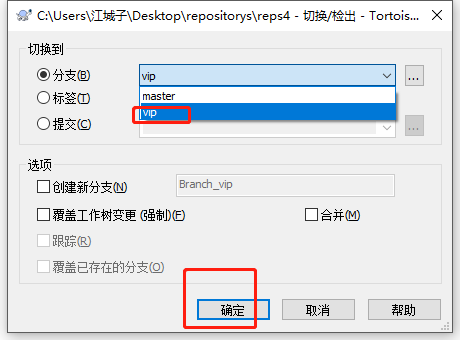 C:\Users\江城子\Desktop\repositorys\reps4 - 切换/检出 - Tortois...
切换到
分支(B)
vip
...
标签(T)
master
vip
提交(C)
...
选项
创建新分支(N)
Branch_vip
覆盖工作树变更 (强制)(F)
合并(M)
跟踪(R)
覆盖已存在的分支(O)
确定
取消
帮助